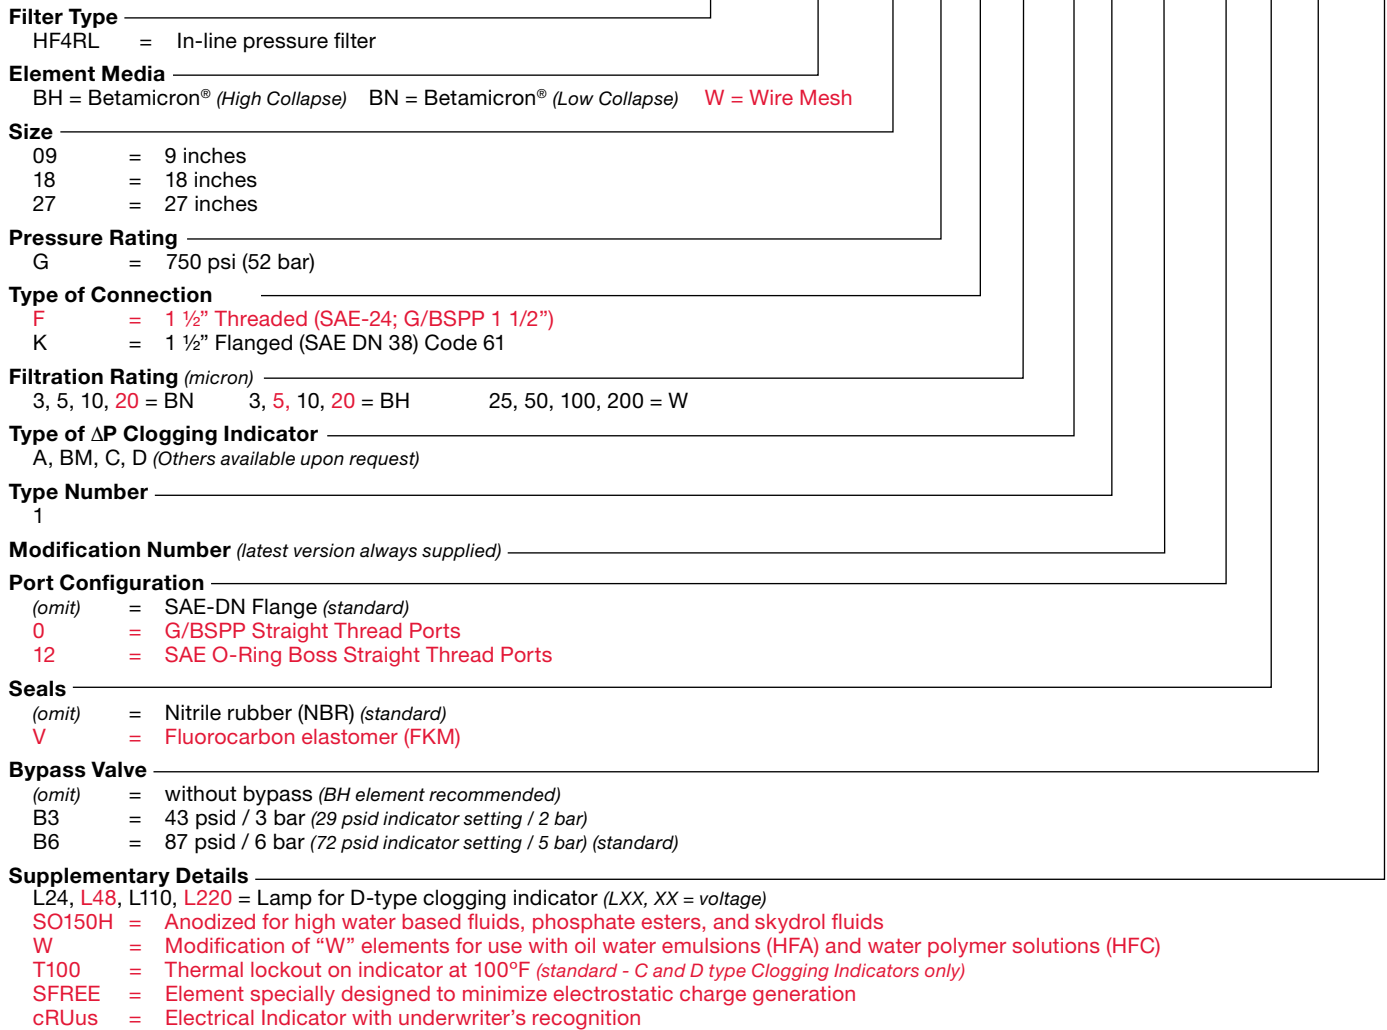 Filter Type
HF4RL = In-line pressure filter
Element Media
BH = Betamicron® (High Collapse) BN = Betamicron® (Low Collapse) W = Wire Mesh
Size
09 = 9 inches
18 = 18 inches
27 = 27 inches
Pressure Rating
G = 750 psi (52 bar)
Type of Connection
F = 1 ½” Threaded (SAE-24; G/BSPP 1 1/2”)
K = 1 ½” Flanged (SAE DN 38) Code 61
Filtration Rating (micron)
3, 5, 10, 20 = BN 3, 5, 10, 20 = BH 25, 50, 100, 200 = W
Type of ΔP Clogging Indicator
A, BM, C, D (Others available upon request)
Type Number
1
Modification Number (latest version always supplied)
Port Configuration
(omit) = SAE-DN Flange (standard)
0 = G/BSPP Straight Thread Ports
12 = SAE O-Ring Boss Straight Thread Ports
Seals
(omit) = Nitrile rubber (NBR) (standard)
V = Fluorocarbon elastomer (FKM)
Bypass Valve
(omit) = without bypass (BH element recommended)
B3 = 43 psid / 3 bar (29 psid indicator setting / 2 bar)
B6 = 87 psid / 6 bar (72 psid indicator setting / 5 bar) (standard)
Supplementary Details
L24, L48, L110, L220 = Lamp for D-type clogging indicator (LXX, XX = voltage)
SO150H = Anodized for high water based fluids, phosphate esters, and skydrol fluids
W = Modification of “W” elements for use with oil water emulsions (HFA) and water polymer solutions (HFC)
T100 = Thermal lockout on indicator at 100ºF (standard - C and D type Clogging Indicators only)
SFREE = Element specially designed to minimize electrostatic charge generation
cRUus = Electrical Indicator with underwriter’s recognition